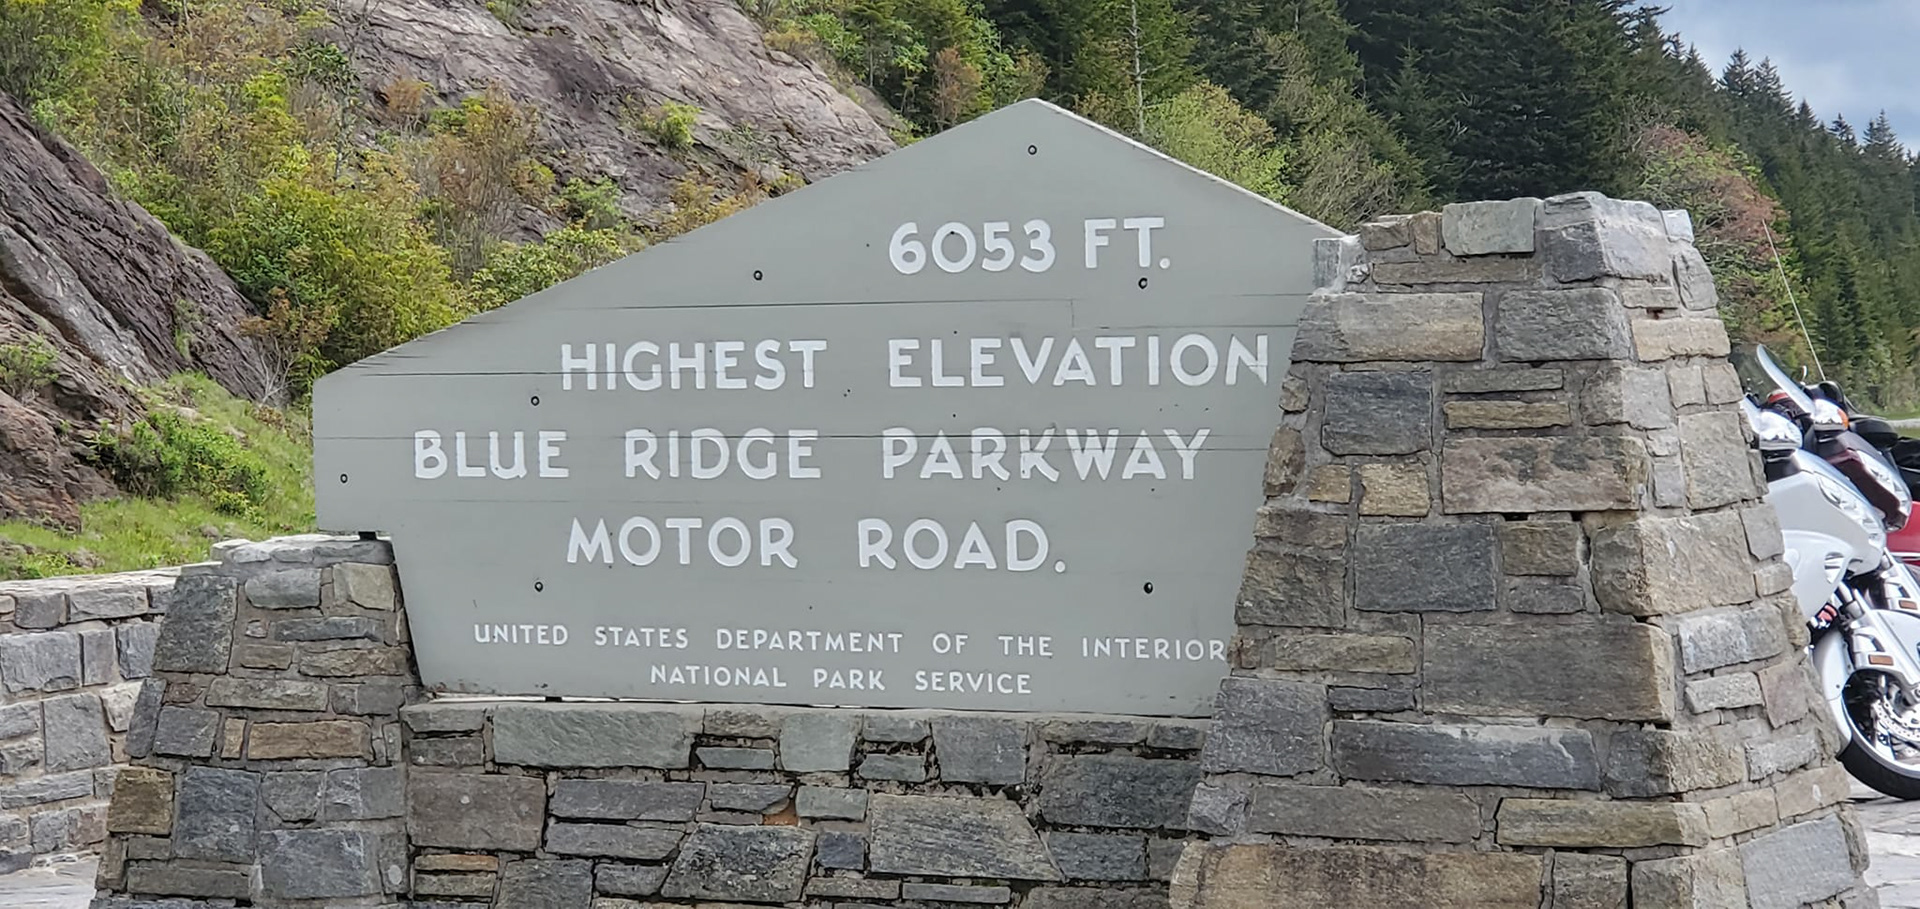 6053 FT.
HIGHEST ELEVATION
BLUE RIDGE PARKWAY
MOTOR ROAD.
UNITED STATES DEPARTMENT OF THE INTERIOR
NATIONAL PARK SERVICE